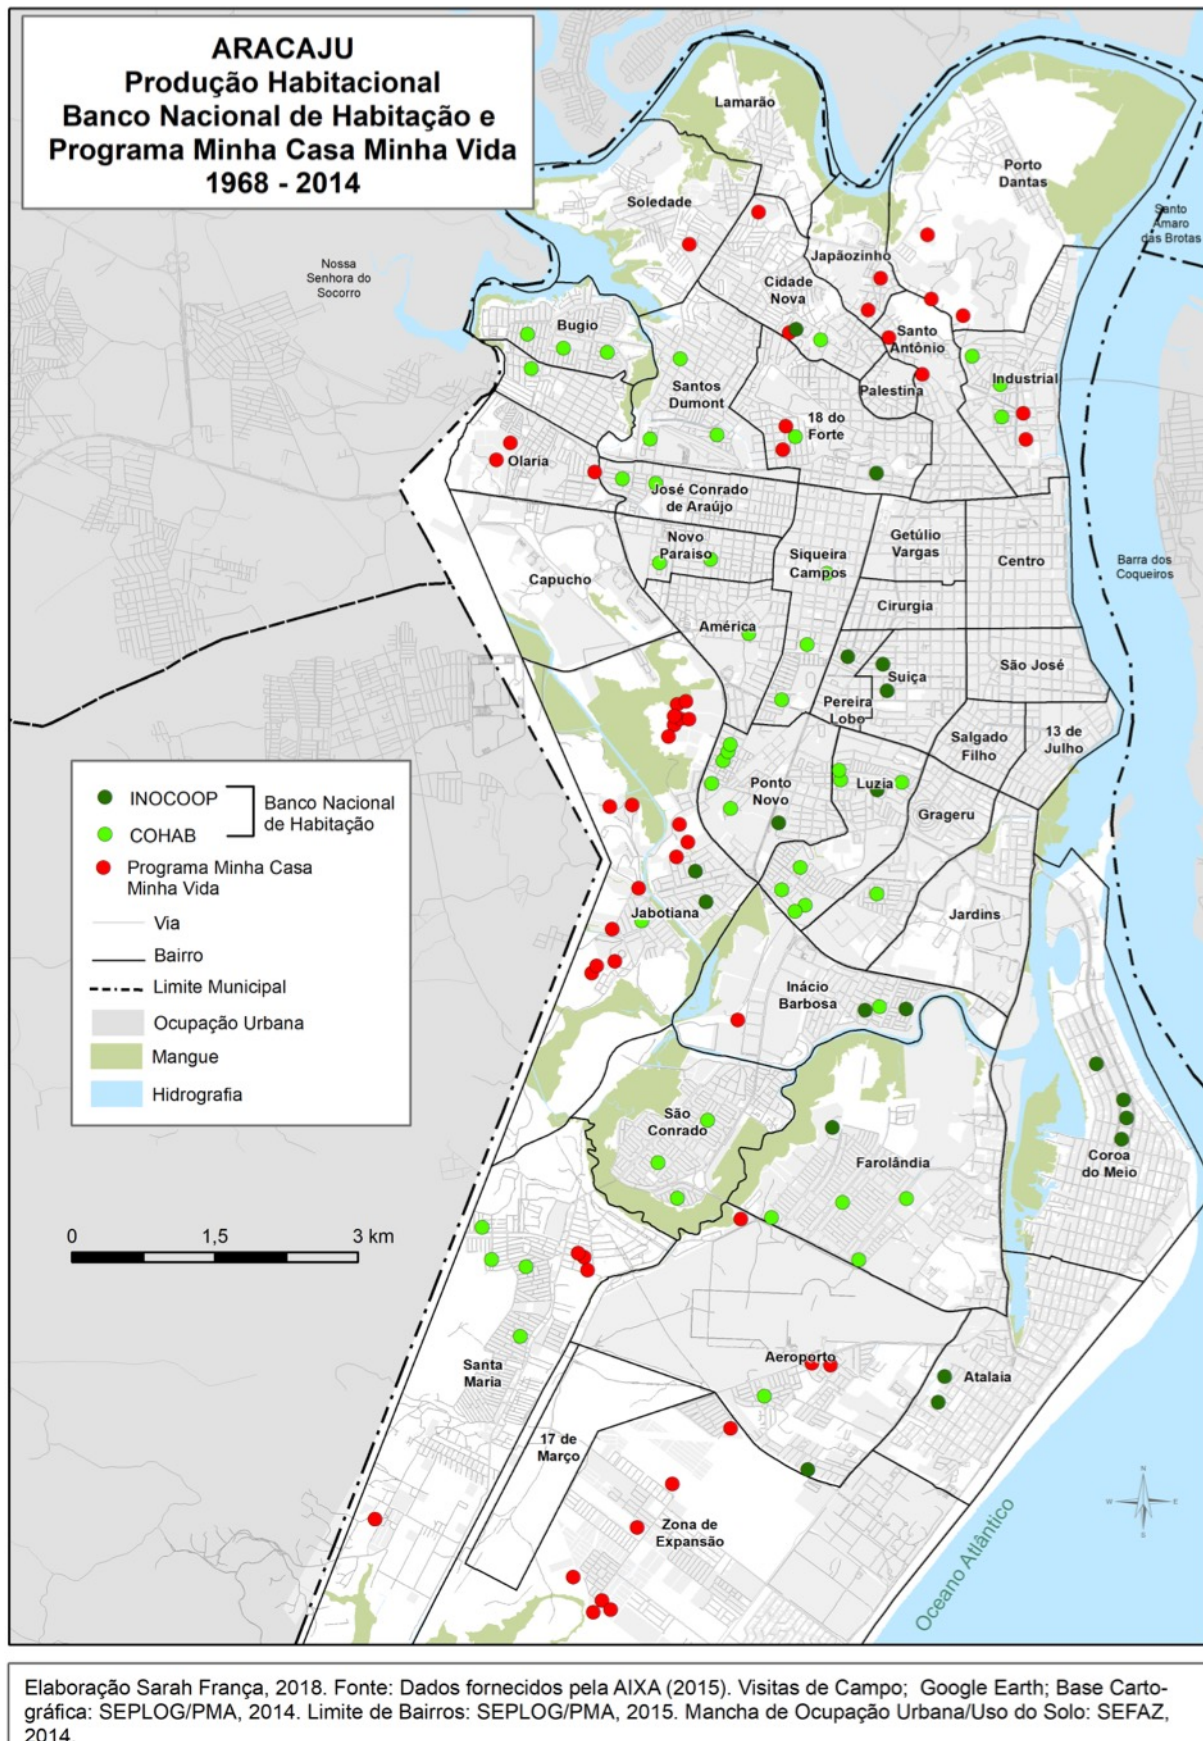 ARACAJU
Produção Habitacional
Banco Nacional de Habitação e
Programa Minha Casa Minha Vida
1968 - 2014
Lamarão
Porto
Dantas
Soledade
Santo
Amaro
das Brotas
Japãozinho
Nossa
Senhora do
Socorro
Cidade
Nova
Bugio
Santo
Antônio
Industrial
Santos
Dumont
Palestina
18 do
Forte
Olaria
José Conrado
de Araújo
Getúlio
Vargas
Novo
Paraiso
Siqueira
Campos
Centro
Barra dos
Coqueiros
Capucho
Cirurgia
América
São José
Suiça
Pereira
Lobo
Salgado
Filho
13 de
Julho
Ponto
Novo
Luzia
Grageru
INOCOOP
COHAB
Banco Nacional
de Habitação
Programa Minha Casa
Minha Vida
Via
Bairro
Limite Municipal
Ocupação Urbana
Mangue
Hidrografia
Jabotiana
Jardins
Inácio
Barbosa
São
Conrado
Farolândia
Coroa
do Meio
0 1,5 3 km
Aeroporto
Santa
Maria
Atalaia
17 de
Março
Zona de
Expansão
N
W E
S
Oceano Atlântico
Elaboração Sarah França, 2018. Fonte: Dados fornecidos pela AIXA (2015). Visitas de Campo; Google Earth; Base Carto-
gráfica: SEPLOG/PMA, 2014. Limite de Bairros: SEPLOG/PMA, 2015. Mancha de Ocupação Urbana/Uso do Solo: SEFAZ,
2014.